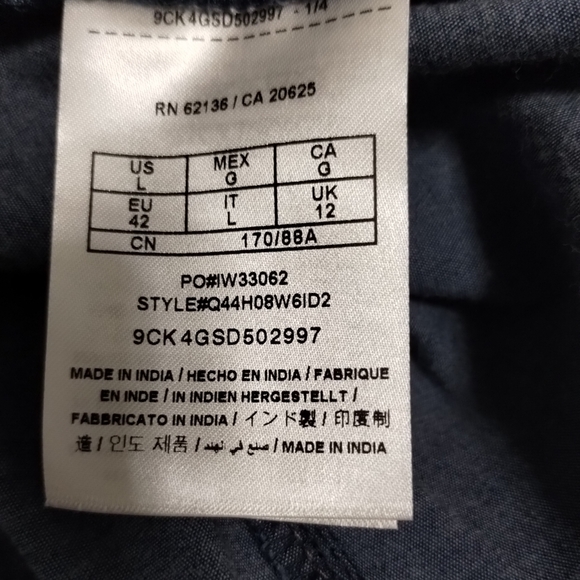 9CK4GSD502997 - 1/4
RN 62136 / CA 20625
US MEX CA
L G G
EU IT UK
42 L 12
CN 170/88A
PO#IW33062
STYLE#Q44H08W6ID2
9CK4GSD502997
MADE IN INDIA / HECHO EN INDIA / FABRIQUE
EN INDE / IN INDIEN HERGESTELLT /
FABBRICATO IN INDIA / インド製 / 印度制
造 / 인도 제품 / صنع في نهند / MADE IN INDIA